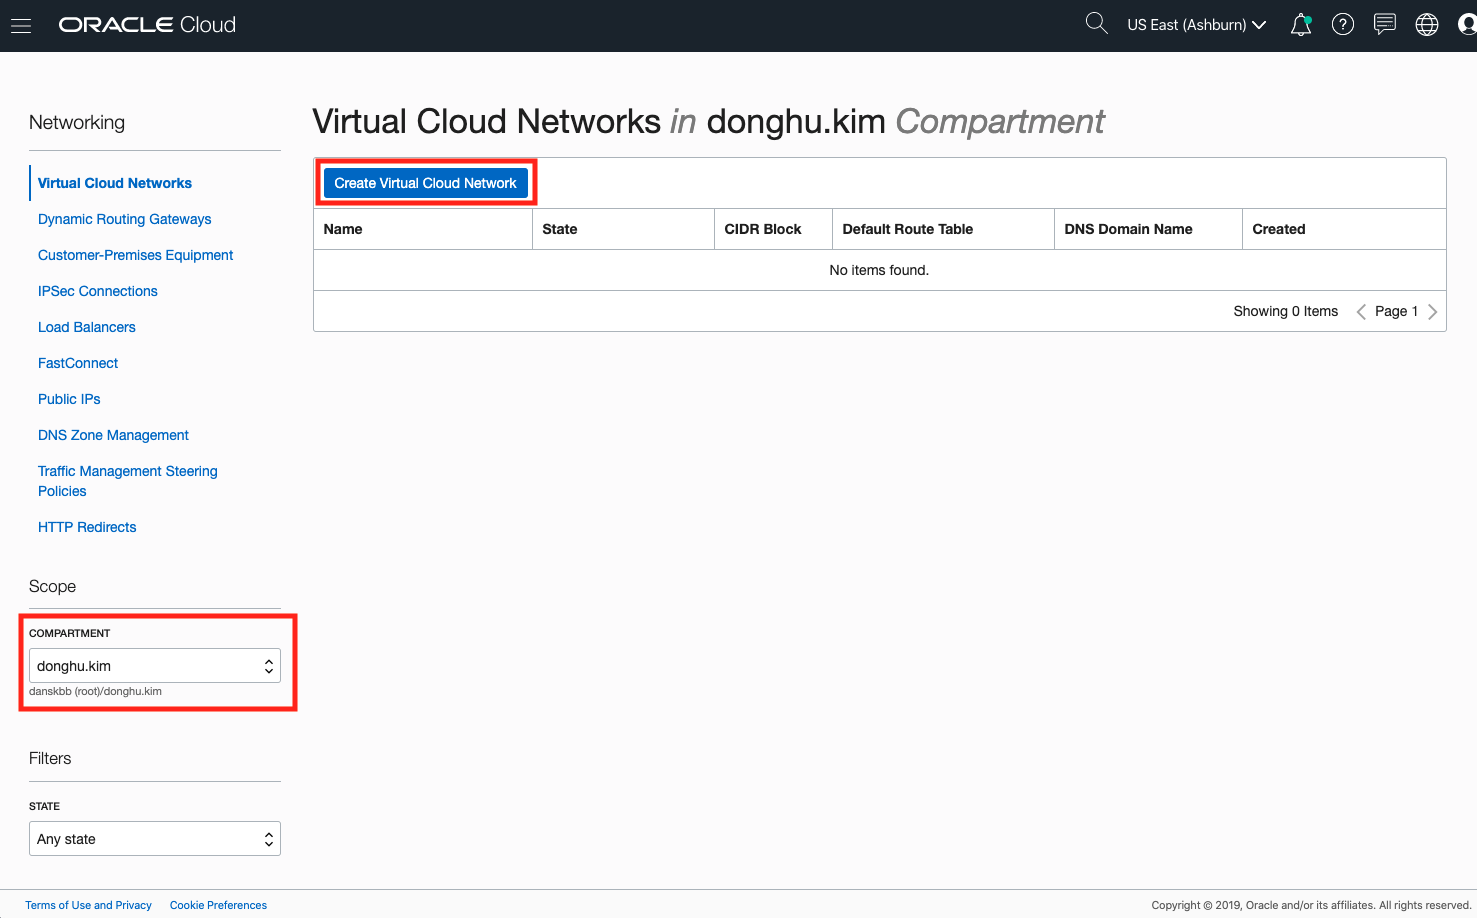 ORACLE Cloud
US East (Ashburn)
Networking
Virtual Cloud Networks
Dynamic Routing Gateways
Customer-Premises Equipment
IPSec Connections
Load Balancers
FastConnect
Public IPs
DNS Zone Management
Traffic Management Steering
Policies
HTTP Redirects
Scope
COMPARTMENT
donghu.kim
danskbb (root)/donghu.kim
Filters
STATE
Any state
Virtual Cloud Networks in donghu.kim Compartment
Create Virtual Cloud Network
Name State CIDR Block Default Route Table DNS Domain Name Created
No items found.
Showing 0 Items Page 1
Terms of Use and Privacy Cookie Preferences
Copyright © 2019, Oracle and/or its affiliates. All rights reserved.